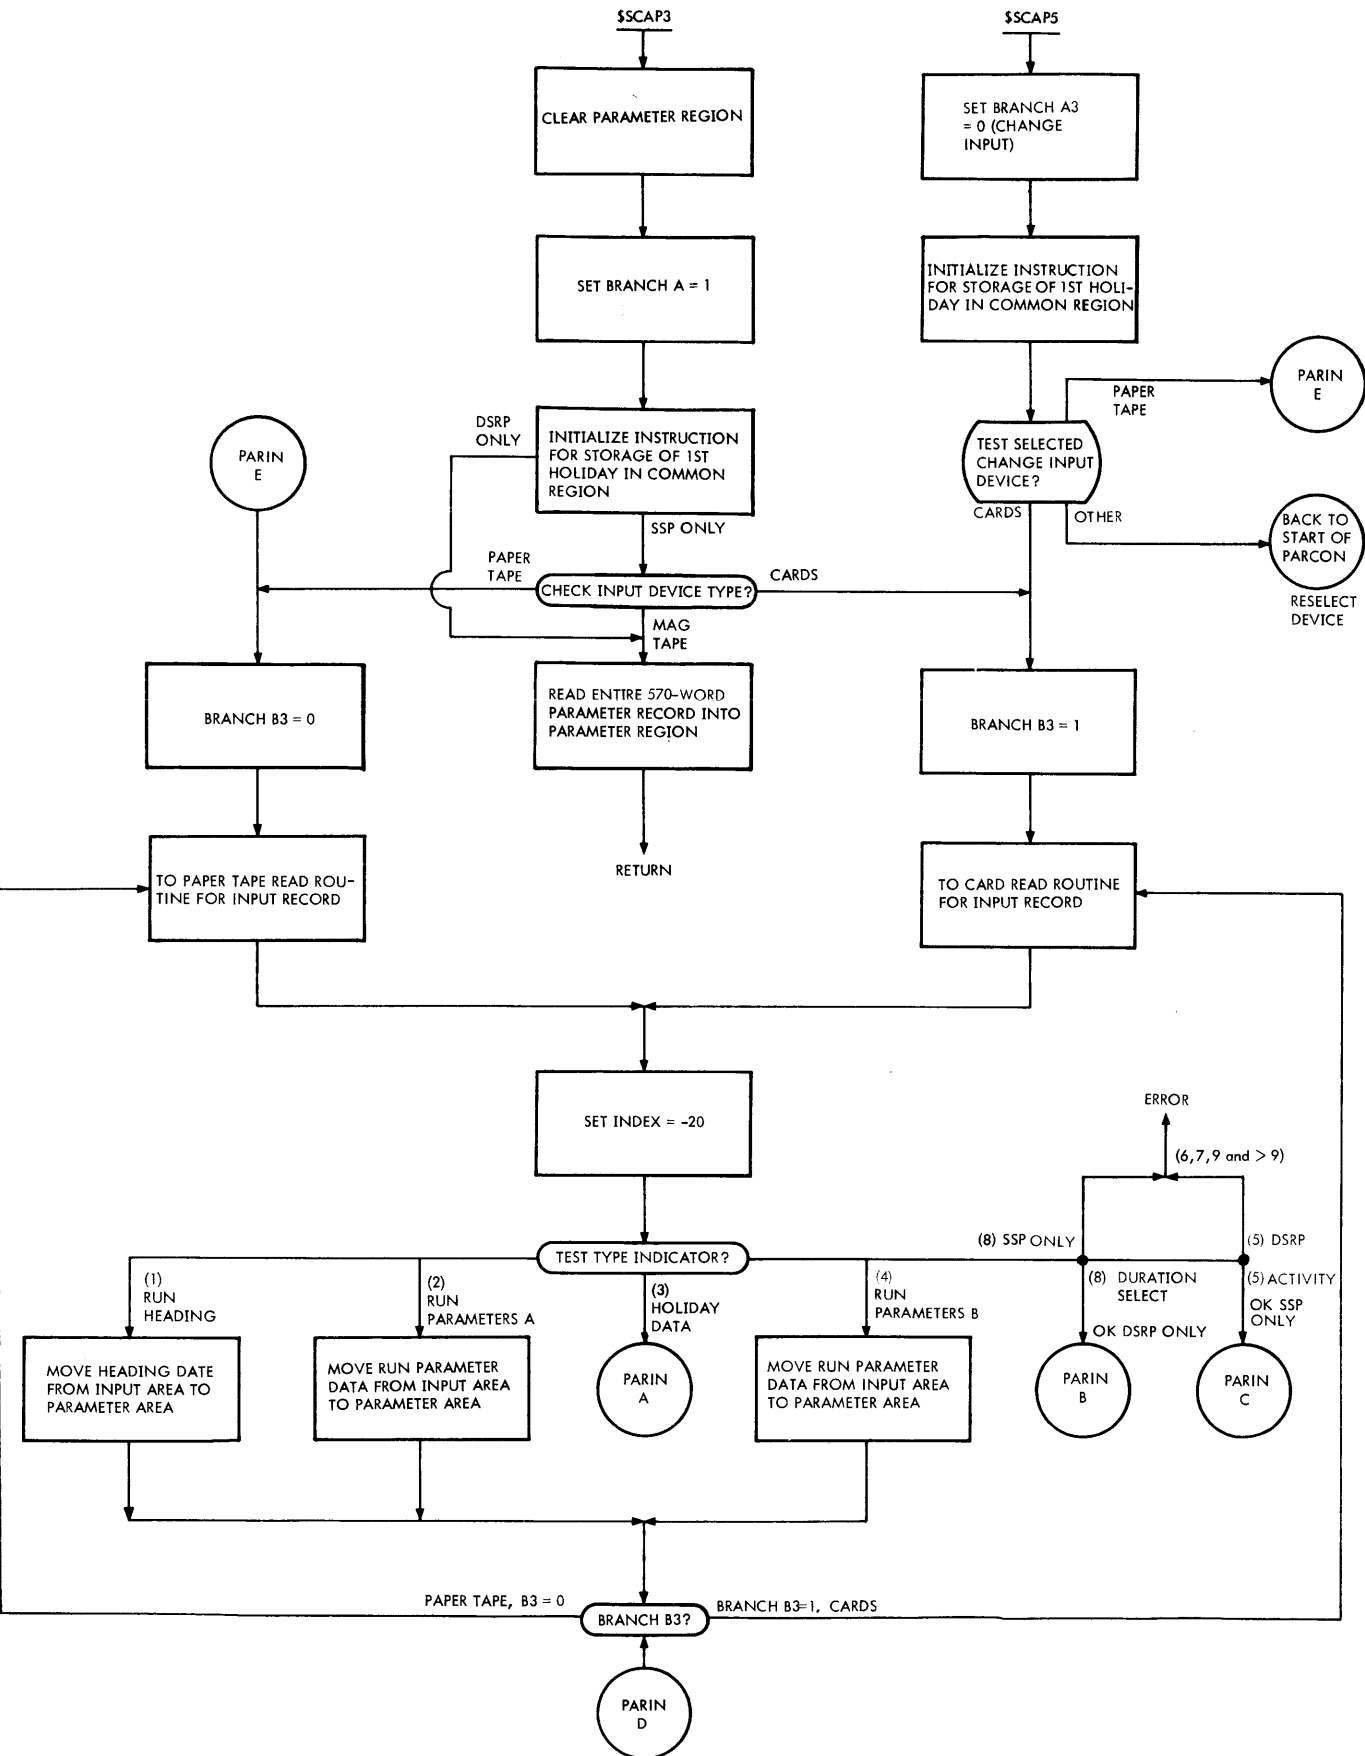 $SCAP3
$SCAP5
CLEAR PARAMETER REGION
SET BRANCH A3
= 0 (CHANGE
INPUT)
SET BRANCH A = 1
INITIALIZE INSTRUCTION
FOR STORAGE OF 1ST HOLI-
DAY IN COMMON REGION
PARIN
E
PAPER
TAPE
DSRP
ONLY
INITIALIZE INSTRUCTION
FOR STORAGE OF 1ST
HOLIDAY IN COMMON
REGION
PARIN
E
TEST SELECTED
CHANGE INPUT
DEVICE?
CARDS
OTHER
BACK TO
START OF
PARCON
RESELECT
DEVICE
SSP ONLY
PAPER
TAPE
CHECK INPUT DEVICE TYPE?
CARDS
MAG
TAPE
BRANCH B3 = 0
READ ENTIRE 570-WORD
PARAMETER RECORD INTO
PARAMETER REGION
BRANCH B3 = 1
RETURN
TO PAPER TAPE READ ROU-
TINE FOR INPUT RECORD
TO CARD READ ROUTINE
FOR INPUT RECORD
SET INDEX = -20
ERROR
(6,7,9 and > 9)
(8) SSP ONLY
(5) DSRP
TEST TYPE INDICATOR?
(1)
RUN
HEADING
(2)
RUN
PARAMETERS A
(3)
HOLIDAY
DATA
(4)
RUN
PARAMETERS B
(8) DURATION
SELECT
OK DSRP ONLY
(5) ACTIVITY
OK SSP
ONLY
MOVE HEADING DATE
FROM INPUT AREA TO
PARAMETER AREA
MOVE RUN PARAMETER
DATA FROM INPUT AREA
TO PARAMETER AREA
PARIN
A
MOVE RUN PARAMETER
DATA FROM INPUT AREA
TO PARAMETER AREA
PARIN
B
PARIN
C
PAPER TAPE, B3 = 0
BRANCH B3?
BRANCH B3=1, CARDS
PARIN
D